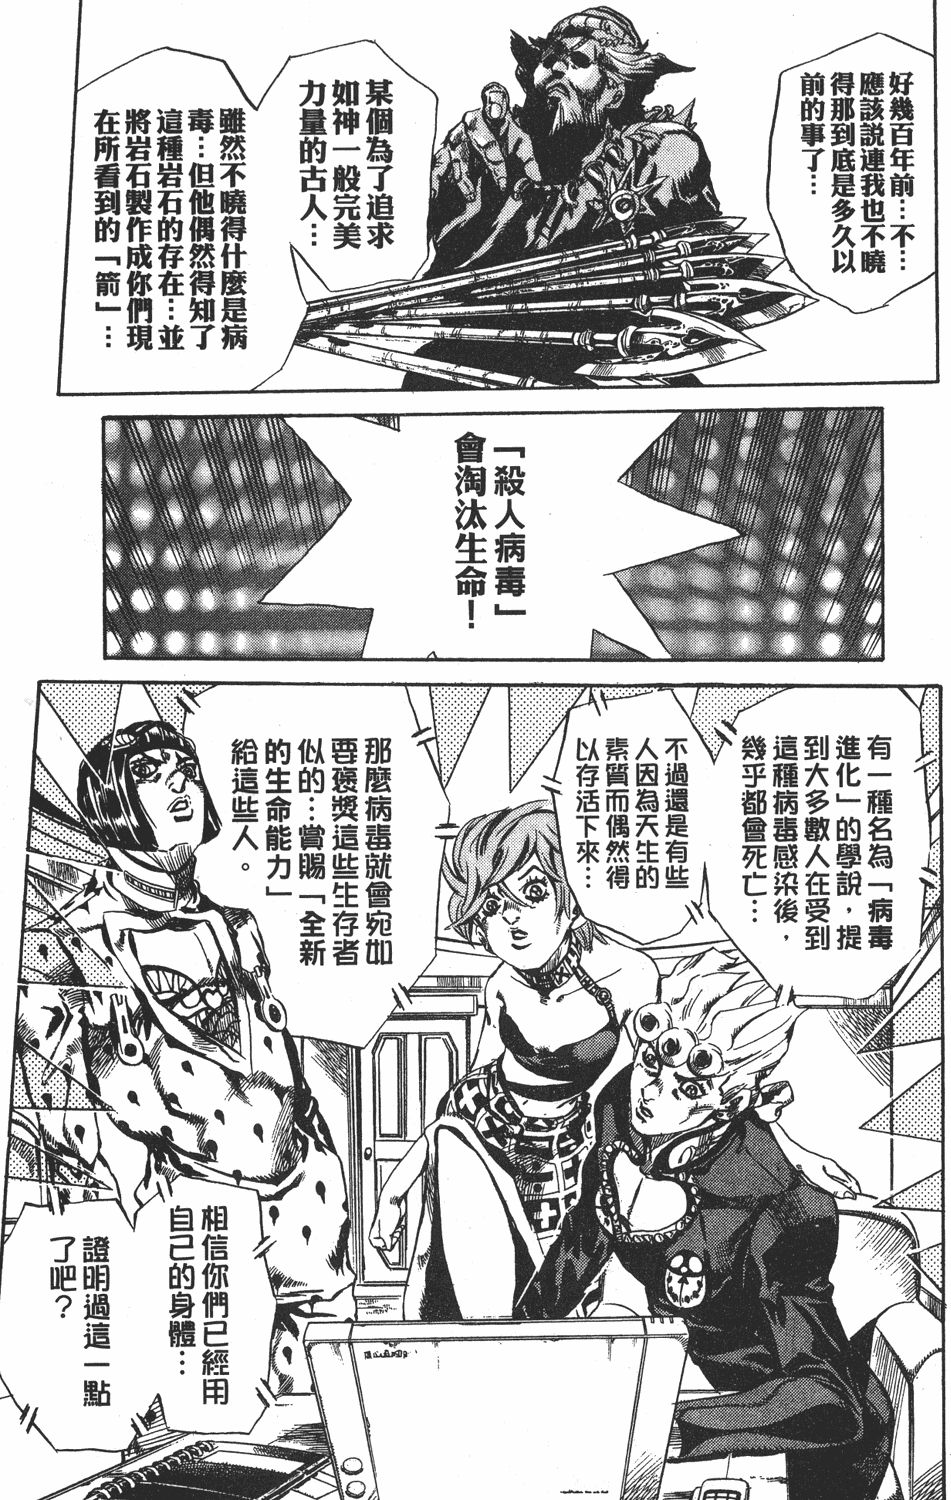 好幾百年前…不…
應該説連我也不曉
得那到底是多久以
前的事了…
某個為了追求
如神一般完美
力量的古人…
雖然不曉得什麼是病
毒…但他偶然得知了
這種岩石的存在…並
將岩石製作成你們現
在所看到的「箭」…
「殺人病毒」
會淘汰生命！
有一種名為「病毒
進化」的學說，提
到大多數人在受到
這種病毒感染後，
幾乎都會死亡…
不過還是有些
人因為天生的
素質而偶然得
以存活下來…
那麼病毒就會宛如
要褒獎這些生存者
似的…賞賜「全新
的生命能力」
給這些人。
相信你們已經用
自己的身體…
證明過這一點
了吧？